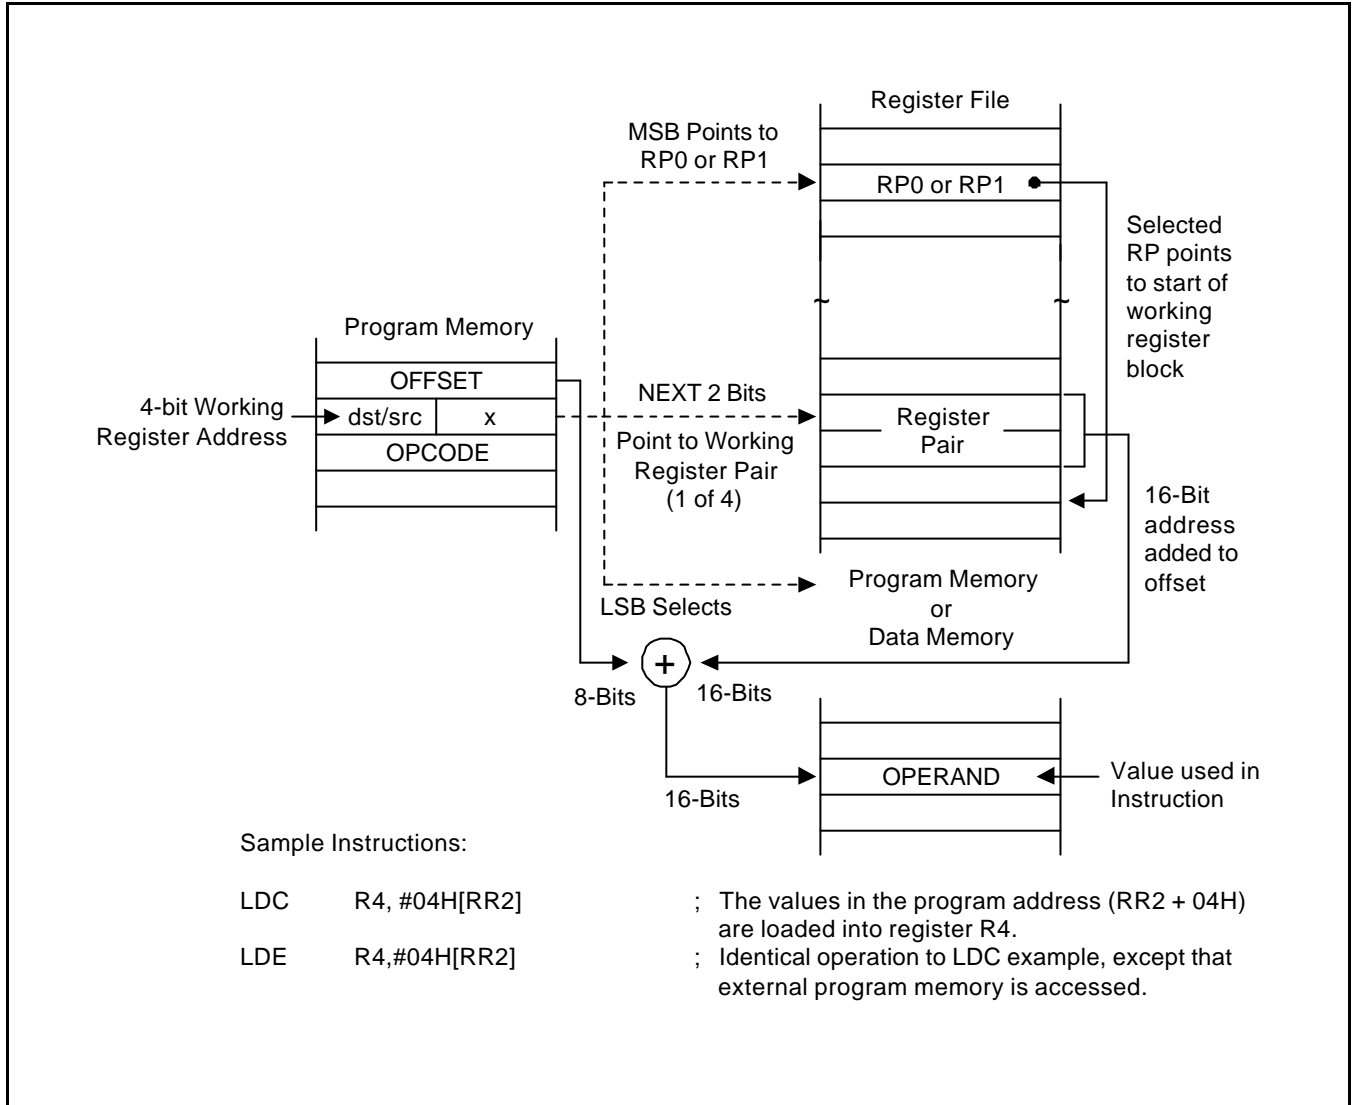 Register File
MSB Points to
RP0 or RP1
RP0 or RP1
Selected
RP points
to start of
working
register
block
~ ~
Program Memory
OFFSET
4-bit Working
Register Address
dst/src x
OPCODE
NEXT 2 Bits
Point to Working
Register Pair
(1 of 4)
Register
Pair
16-Bit
address
added to
offset
LSB Selects
Program Memory
or
Data Memory
+
8-Bits
16-Bits
16-Bits
OPERAND
Value used in
Instruction
Sample Instructions:
LDC R4, #04H[RR2] ; The values in the program address (RR2 + 04H)
are loaded into register R4.
LDE R4,#04H[RR2] ; Identical operation to LDC example, except that
external program memory is accessed.